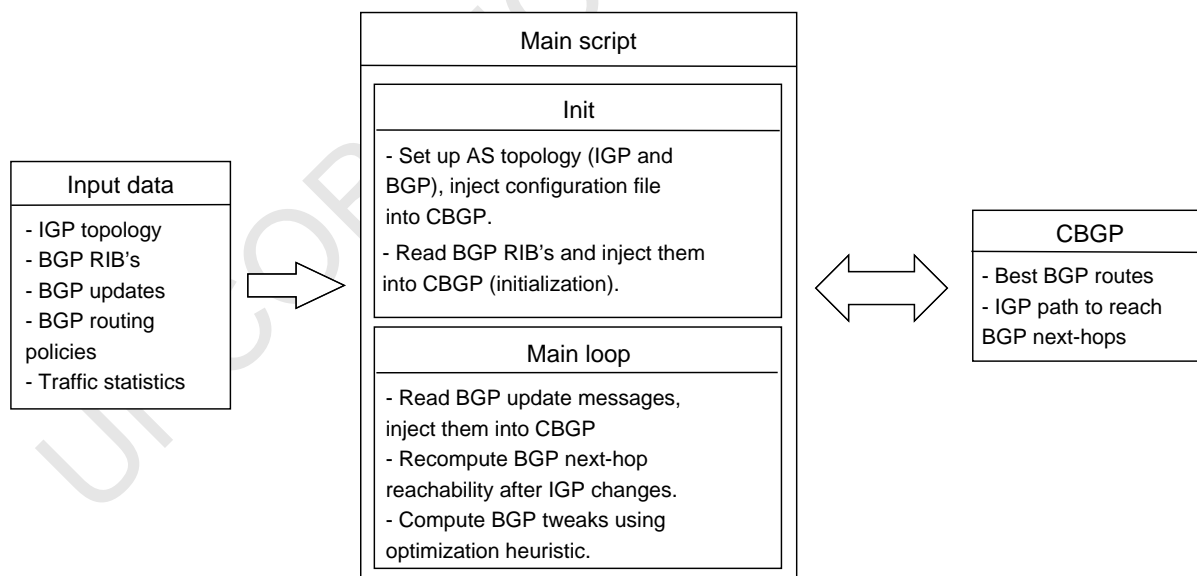 Main script
Init
- Set up AS topology (IGP and
BGP), inject configuration file
into CBGP.
- Read BGP RIB's and inject them
into CBGP (initialization).
Input data
- IGP topology
- BGP RIB's
- BGP updates
- BGP routing
policies
- Traffic statistics
CBGP
- Best BGP routes
- IGP path to reach
BGP next-hops
Main loop
- Read BGP update messages,
inject them into CBGP
- Recompute BGP next-hop
reachability after IGP changes.
- Compute BGP tweaks using
optimization heuristic.